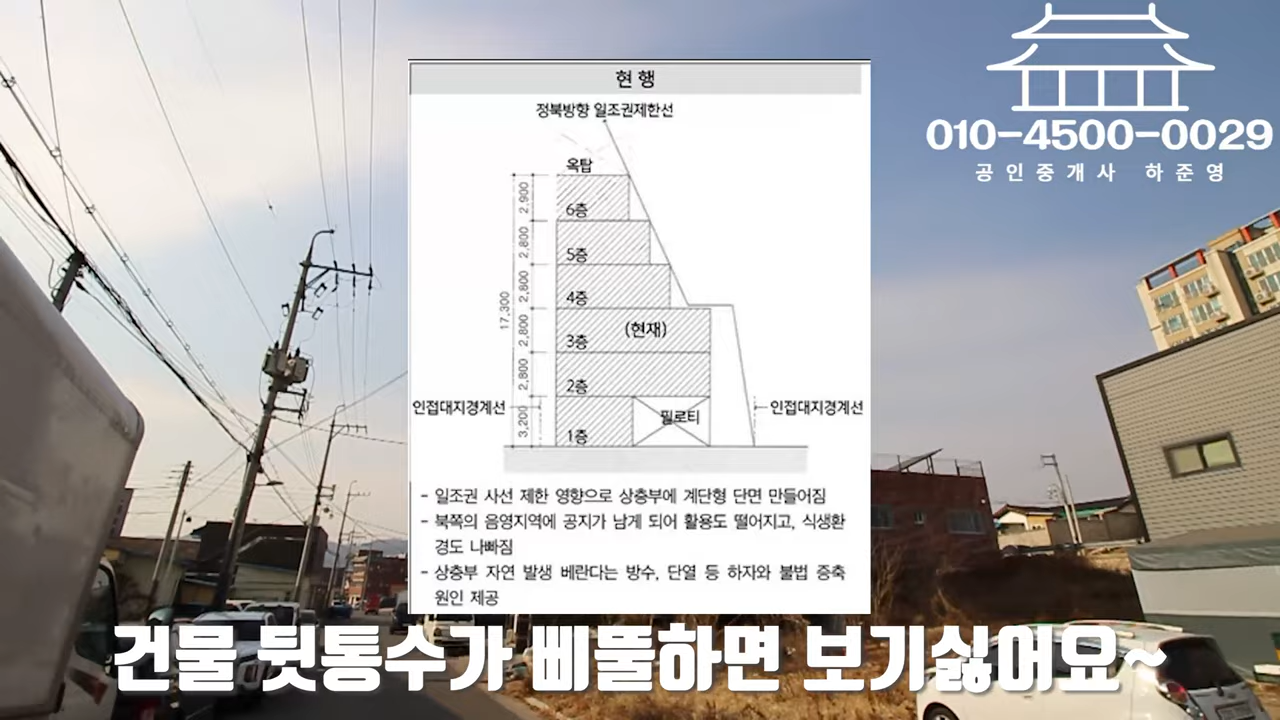 010-4500-0029
공인중개사 하준영
현 행
정북방향 일조권제한선
옥탑
6층
5층
4층
3층
(현재)
2층
1층
필로티
2,900
2,800
2,800
2,800
2,800
3,200
17,300
인접대지경계선
인접대지경계선
- 일조권 사선 제한 영향으로 상층부에 계단형 단면 만들어짐
- 북쪽의 음영지역에 공지가 남게 되어 활용도 떨어지고, 식생환
경도 나빠짐
- 상층부 자연 발생 베란다는 방수, 단열 등 하자와 불법 증축
원인 제공
건물 뒷통수가 삐뚤하면 보기싫어요~